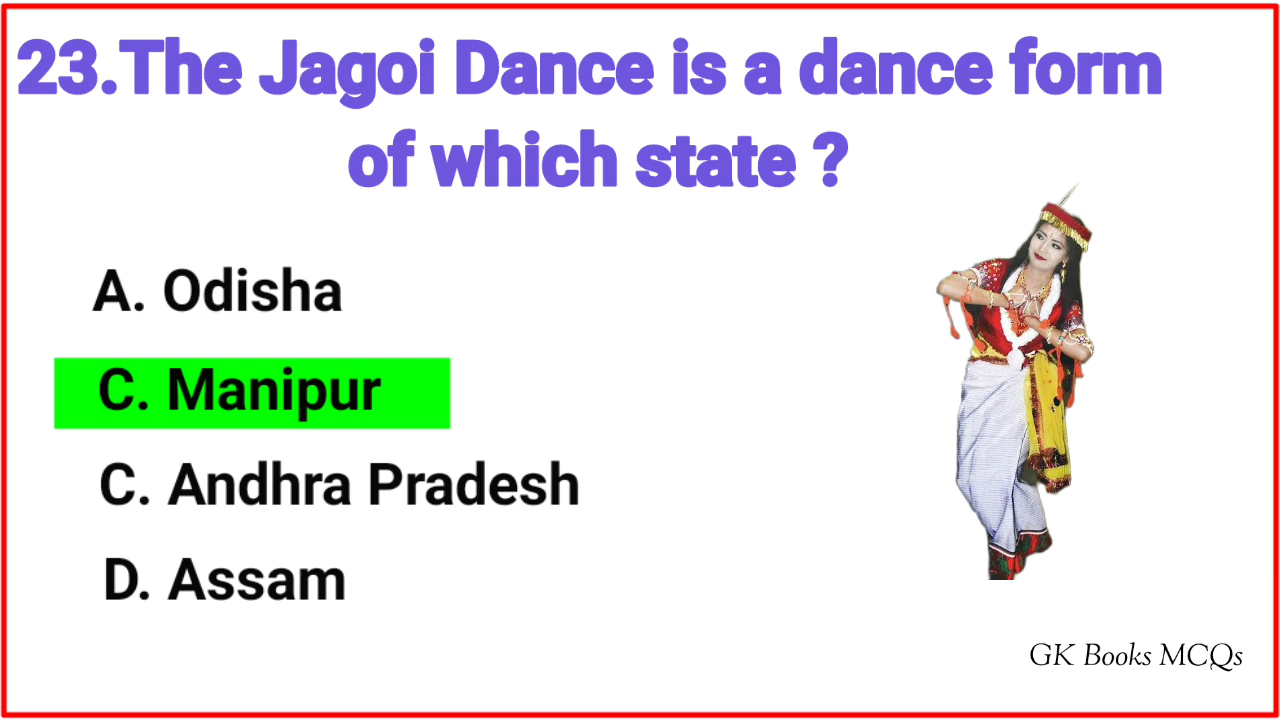 23.The Jagoi Dance is a dance form
of which state ?
A. Odisha
C. Manipur
C. Andhra Pradesh
D. Assam
GK Books MCQs